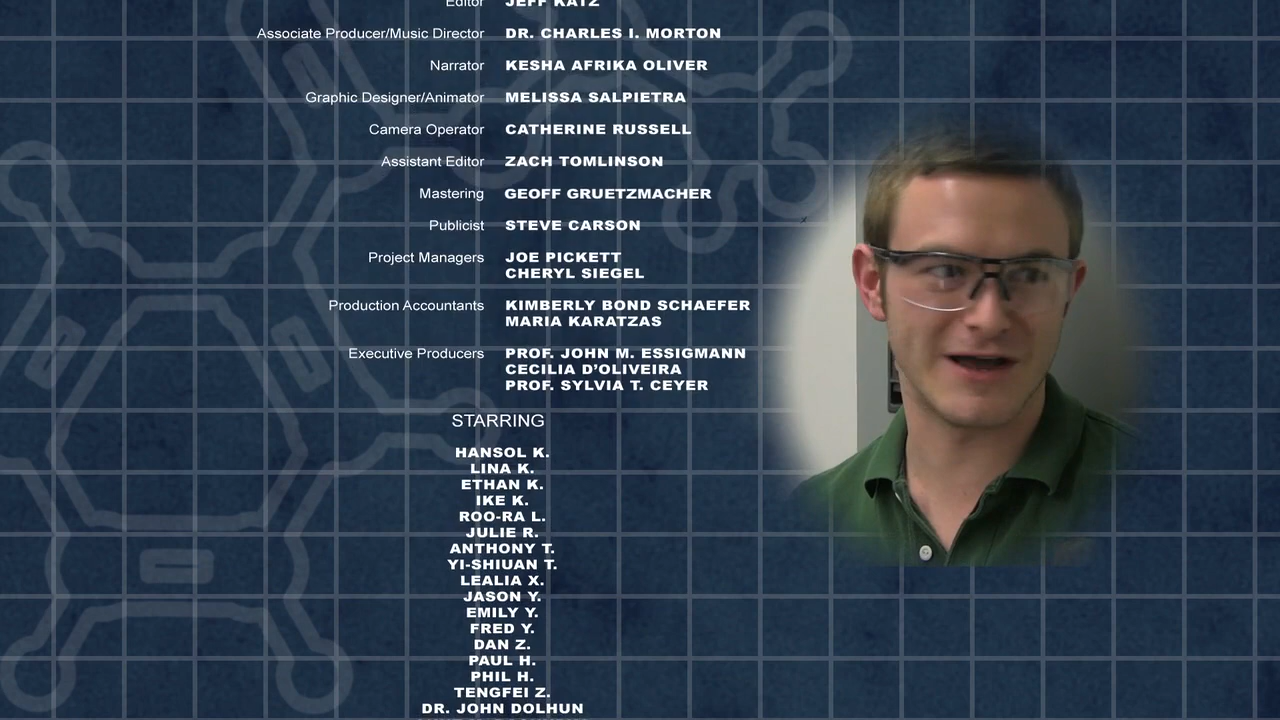 Editor JEFF KATZ
Associate Producer/Music Director DR. CHARLES I. MORTON
Narrator KESHA AFRIKA OLIVER
Graphic Designer/Animator MELISSA SALPIETRA
Camera Operator CATHERINE RUSSELL
Assistant Editor ZACH TOMLINSON
Mastering GEOFF GRUETZMACHER
Publicist STEVE CARSON
Project Managers JOE PICKETT
CHERYL SIEGEL
Production Accountants KIMBERLY BOND SCHAEFER
MARIA KARATZAS
Executive Producers PROF. JOHN M. ESSIGMANN
CECILIA D'OLIVEIRA
PROF. SYLVIA T. CEYER
STARRING
HANSOL K.
LINA K.
ETHAN K.
IKE K.
ROO-RA L.
JULIE R.
ANTHONY T.
YI-SHIUAN T.
LEALIA X.
JASON Y.
EMILY Y.
FRED Y.
DAN Z.
PAUL H.
PHIL H.
TENGFEI Z.
DR. JOHN DOLHUN